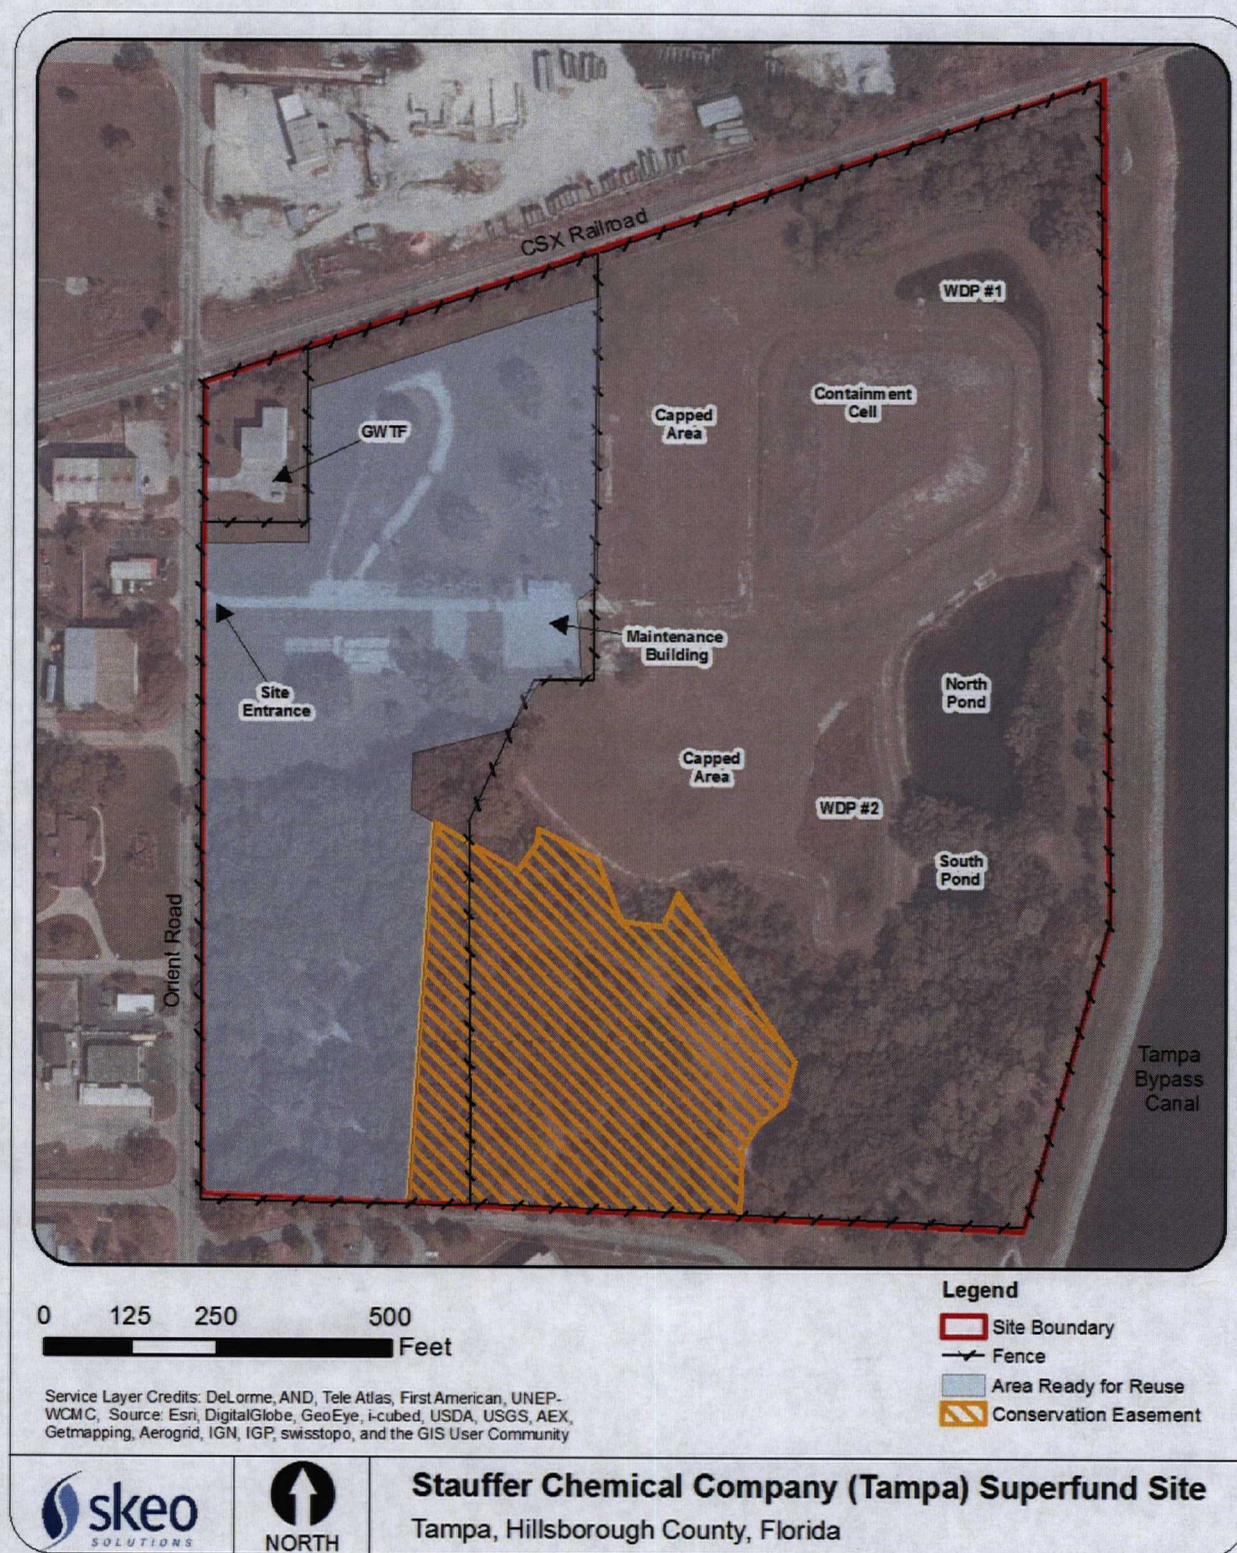 CSX Railroad
WDP #1
Containment
Cell
Capped
Area
GWTF
Maintenance
Building
Site
Entrance
North
Pond
Capped
Area
WDP #2
South
Pond
Orient Road
Tampa
Bypass
Canal
0 125 250 500
Feet
Legend
Site Boundary
Fence
Area Ready for Reuse
Conservation Easement
Service Layer Credits: DeLorme, AND, Tele Atlas, First American, UNEP-
WCMC, Source: Esri, DigitalGlobe, GeoEye, i-cubed, USDA, USGS, AEX,
Getmapping, Aerogrid, IGN, IGP, swisstopo, and the GIS User Community
skeo
SOLUTIONS
NORTH
Stauffer Chemical Company (Tampa) Superfund Site
Tampa, Hillsborough County, Florida